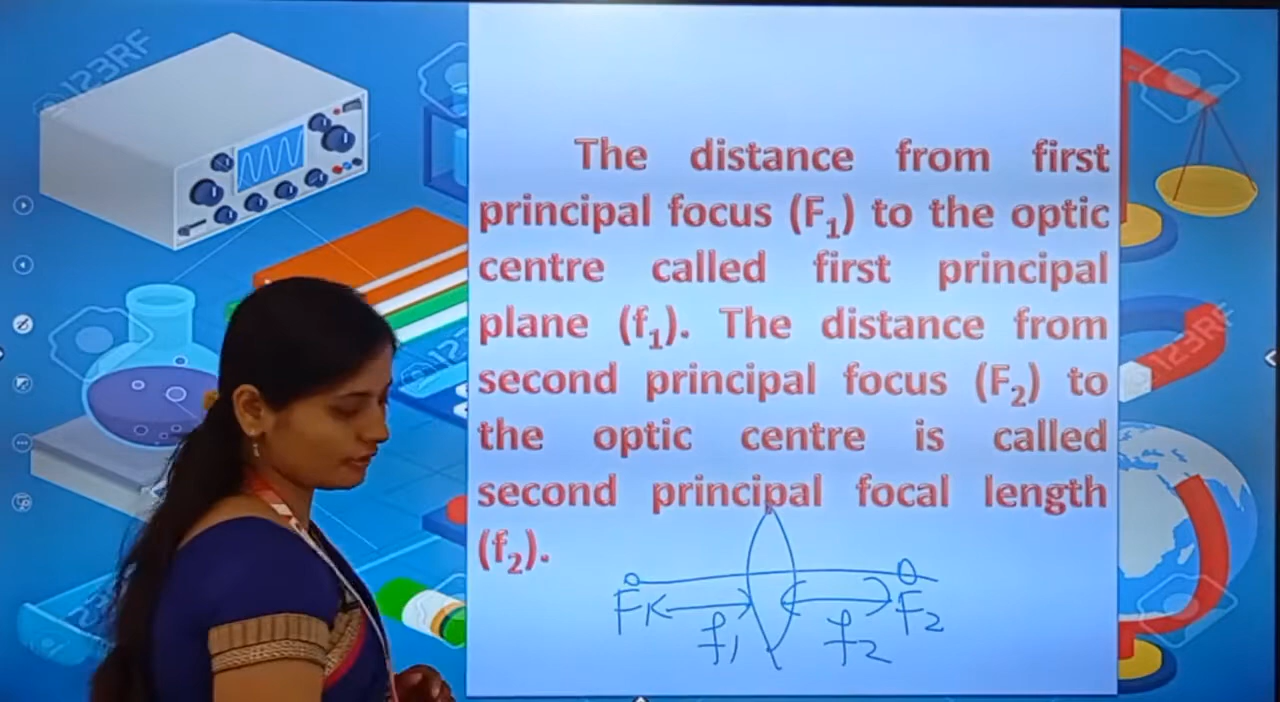 The distance from first
principal focus (F₁) to the optic
centre called first principal
plane (f₁). The distance from
second principal focus (F₂) to
the optic centre is called
second principal focal length
(f₂).
F F₂
f₁ f₂
123RF
123RF
123RF